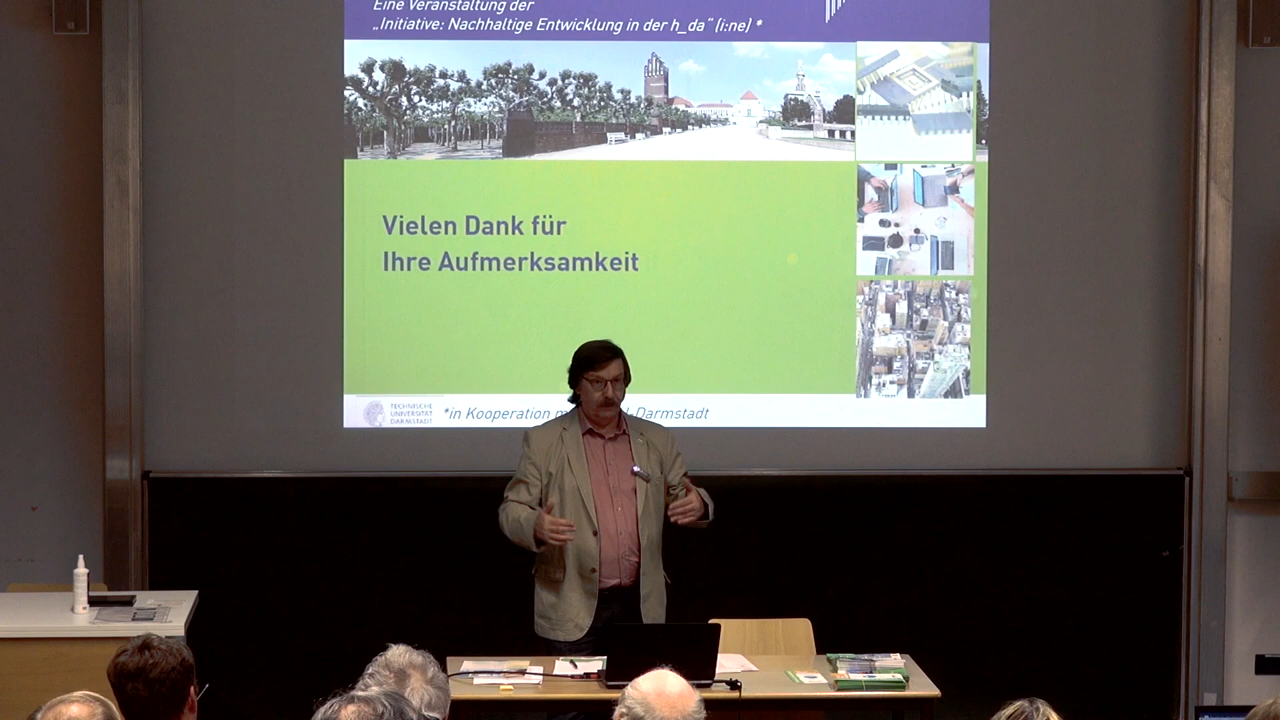 Eine Veranstaltung der
„Initiative: Nachhaltige Entwicklung in der h_da“ (i:ne) *
Vielen Dank für
Ihre Aufmerksamkeit
TECHNISCHE
UNIVERSITÄT
DARMSTADT
*in Kooperation m -Darmstadt